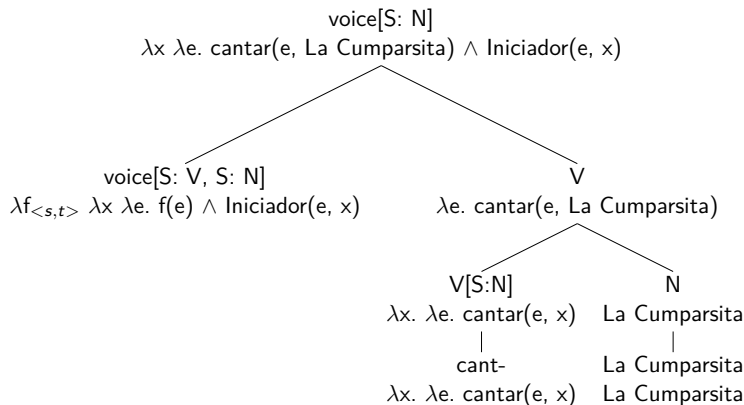 voice[S: N]
λx λe. cantar(e, La Cumparsita) ∧ Iniciador(e, x)
voice[S: V, S: N] V
λf<s,t> λx λe. f(e) ∧ Iniciador(e, x) λe. cantar(e, La Cumparsita)
V[S:N] N
λx. λe. cantar(e, x) La Cumparsita
cant- La Cumparsita
λx. λe. cantar(e, x) La Cumparsita